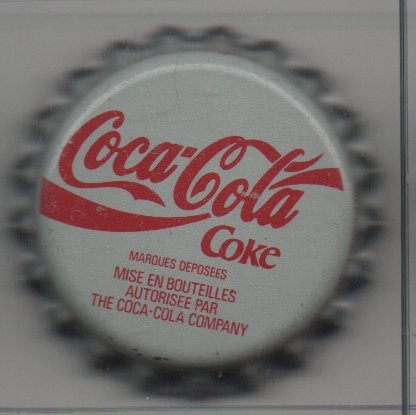 Coca-Cola
Coke
MARQUES DEPOSEES
MISE EN BOUTEILLES
AUTORISEE PAR
THE COCA-COLA COMPANY